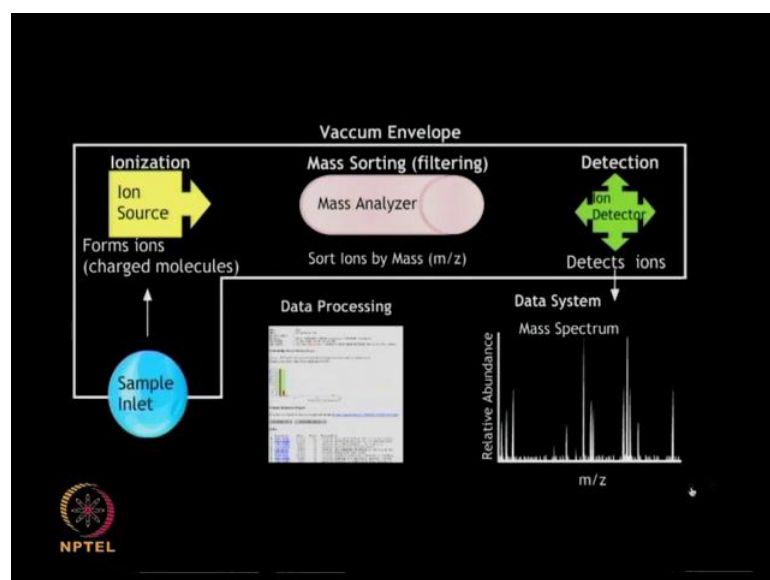 Vaccum Envelope
Ionization
Ion
Source
Forms ions
(charged molecules)
Sample
Inlet
Mass Sorting (filtering)
Mass Analyzer
Sort Ions by Mass (m/z)
Detection
Ion
Detector
Detects ions
Data Processing
Data System
Mass Spectrum
Relative Abundance
m/z
NPTEL